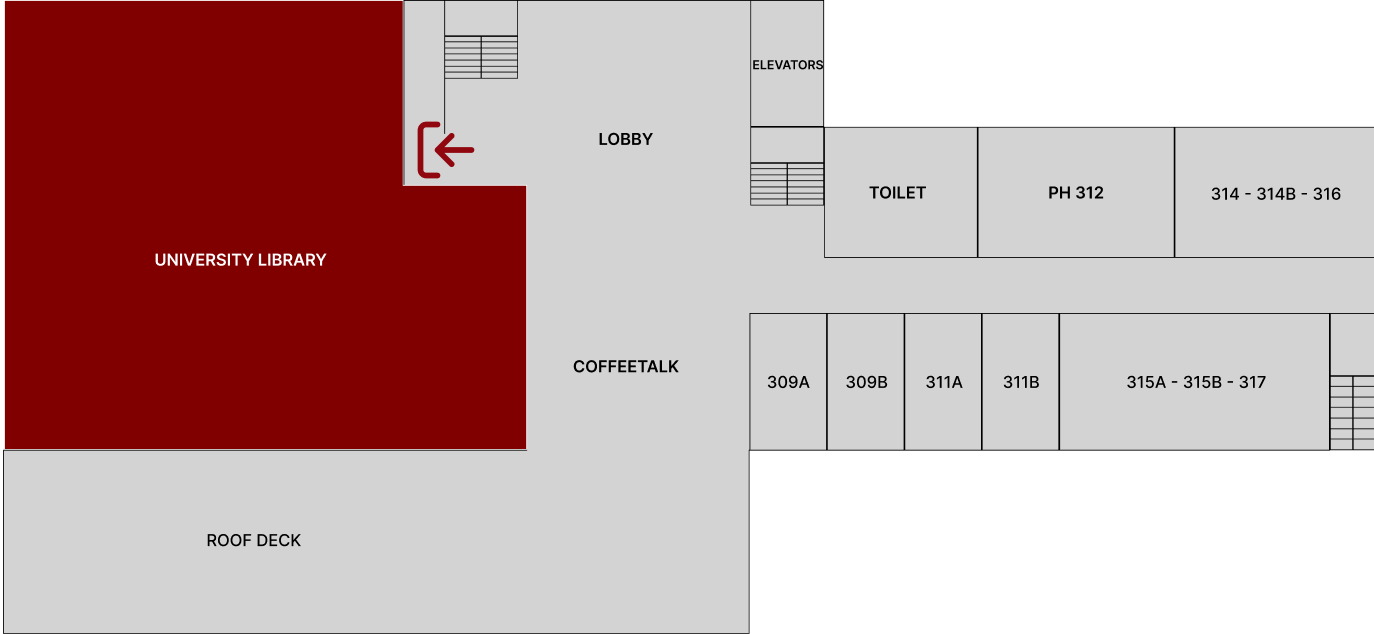 ELEVATORS
LOBBY
TOILET
PH 312
314 - 314B - 316
UNIVERSITY LIBRARY
COFFEETALK
309A
309B
311A
311B
315A - 315B - 317
ROOF DECK